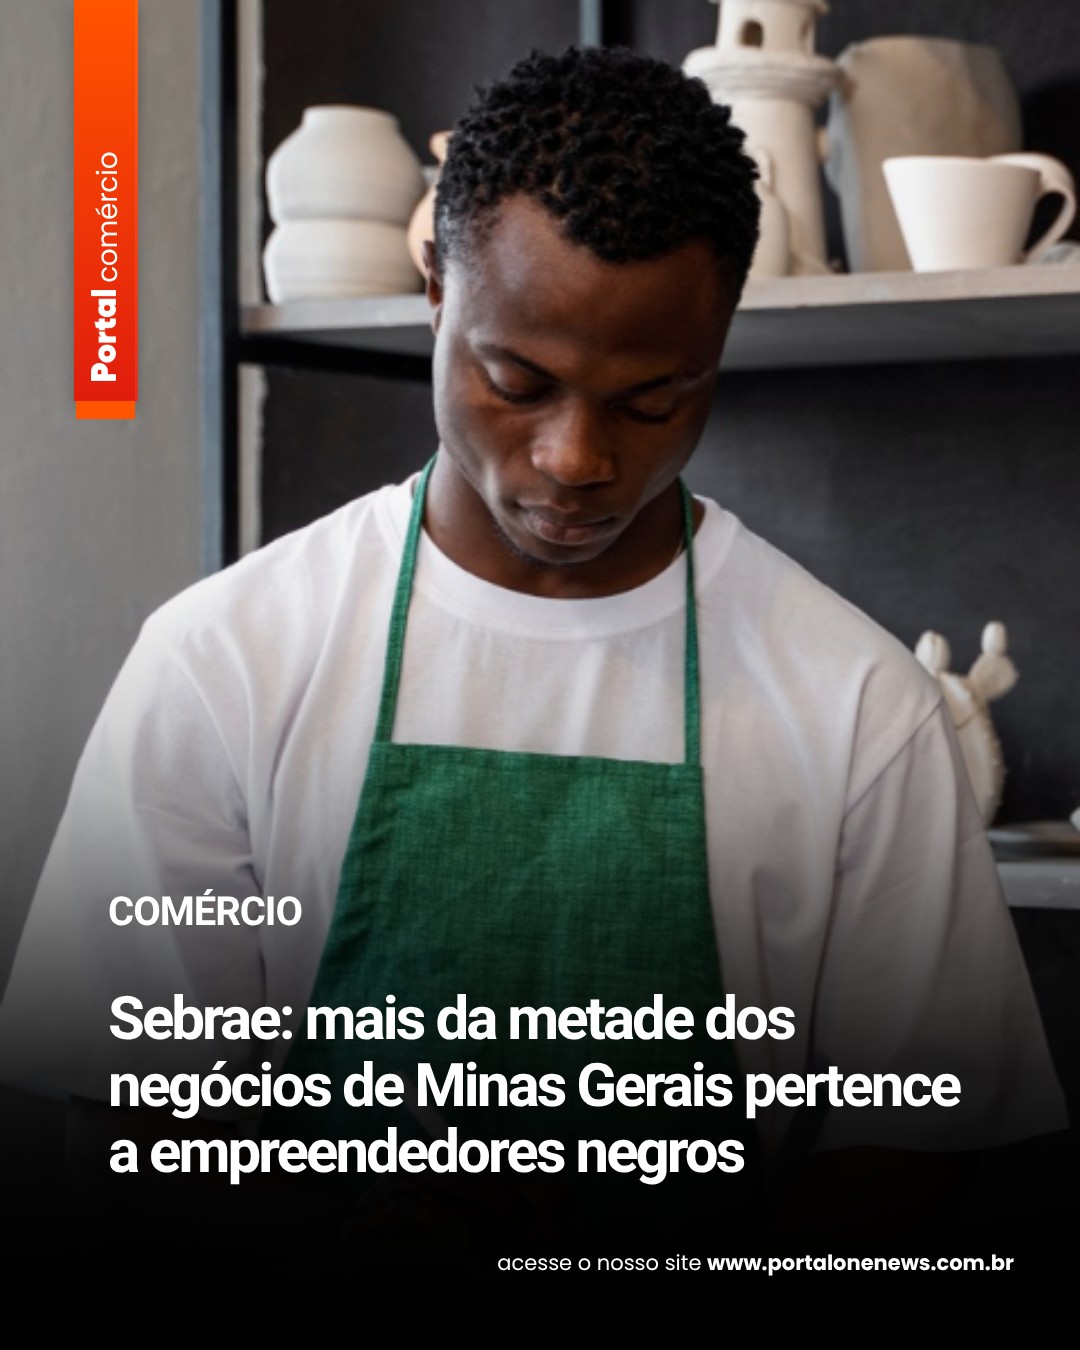 Portal comércio
COMÉRCIO
Sebrae: mais da metade dos
negócios de Minas Gerais pertence
a empreendedores negros
acesse o nosso site www.portalonenews.com.br